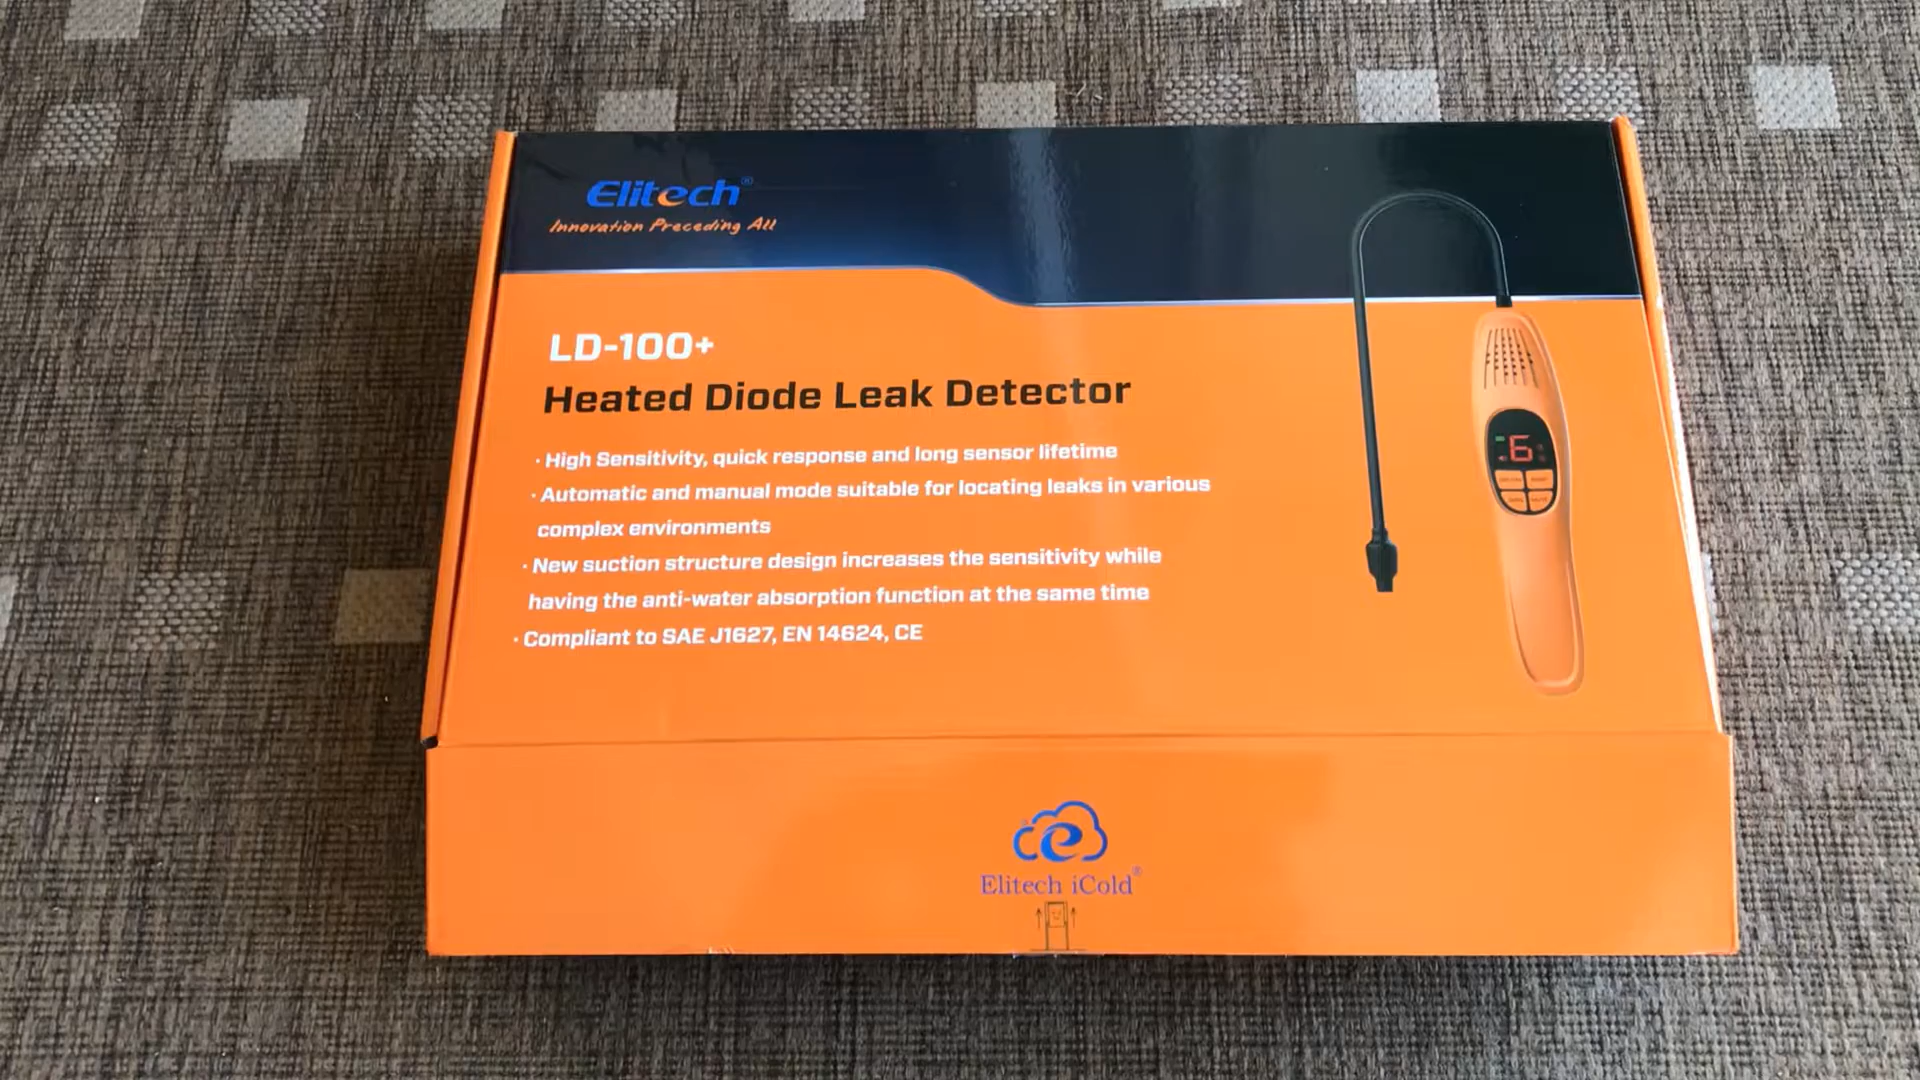 Elitech®
Innovation Preceding All
LD-100+
Heated Diode Leak Detector
· High Sensitivity, quick response and long sensor lifetime
· Automatic and manual mode suitable for locating leaks in various
complex environments
· New suction structure design increases the sensitivity while
having the anti-water absorption function at the same time
· Compliant to SAE J1627, EN 14624, CE
6
e
Elitech iCold®